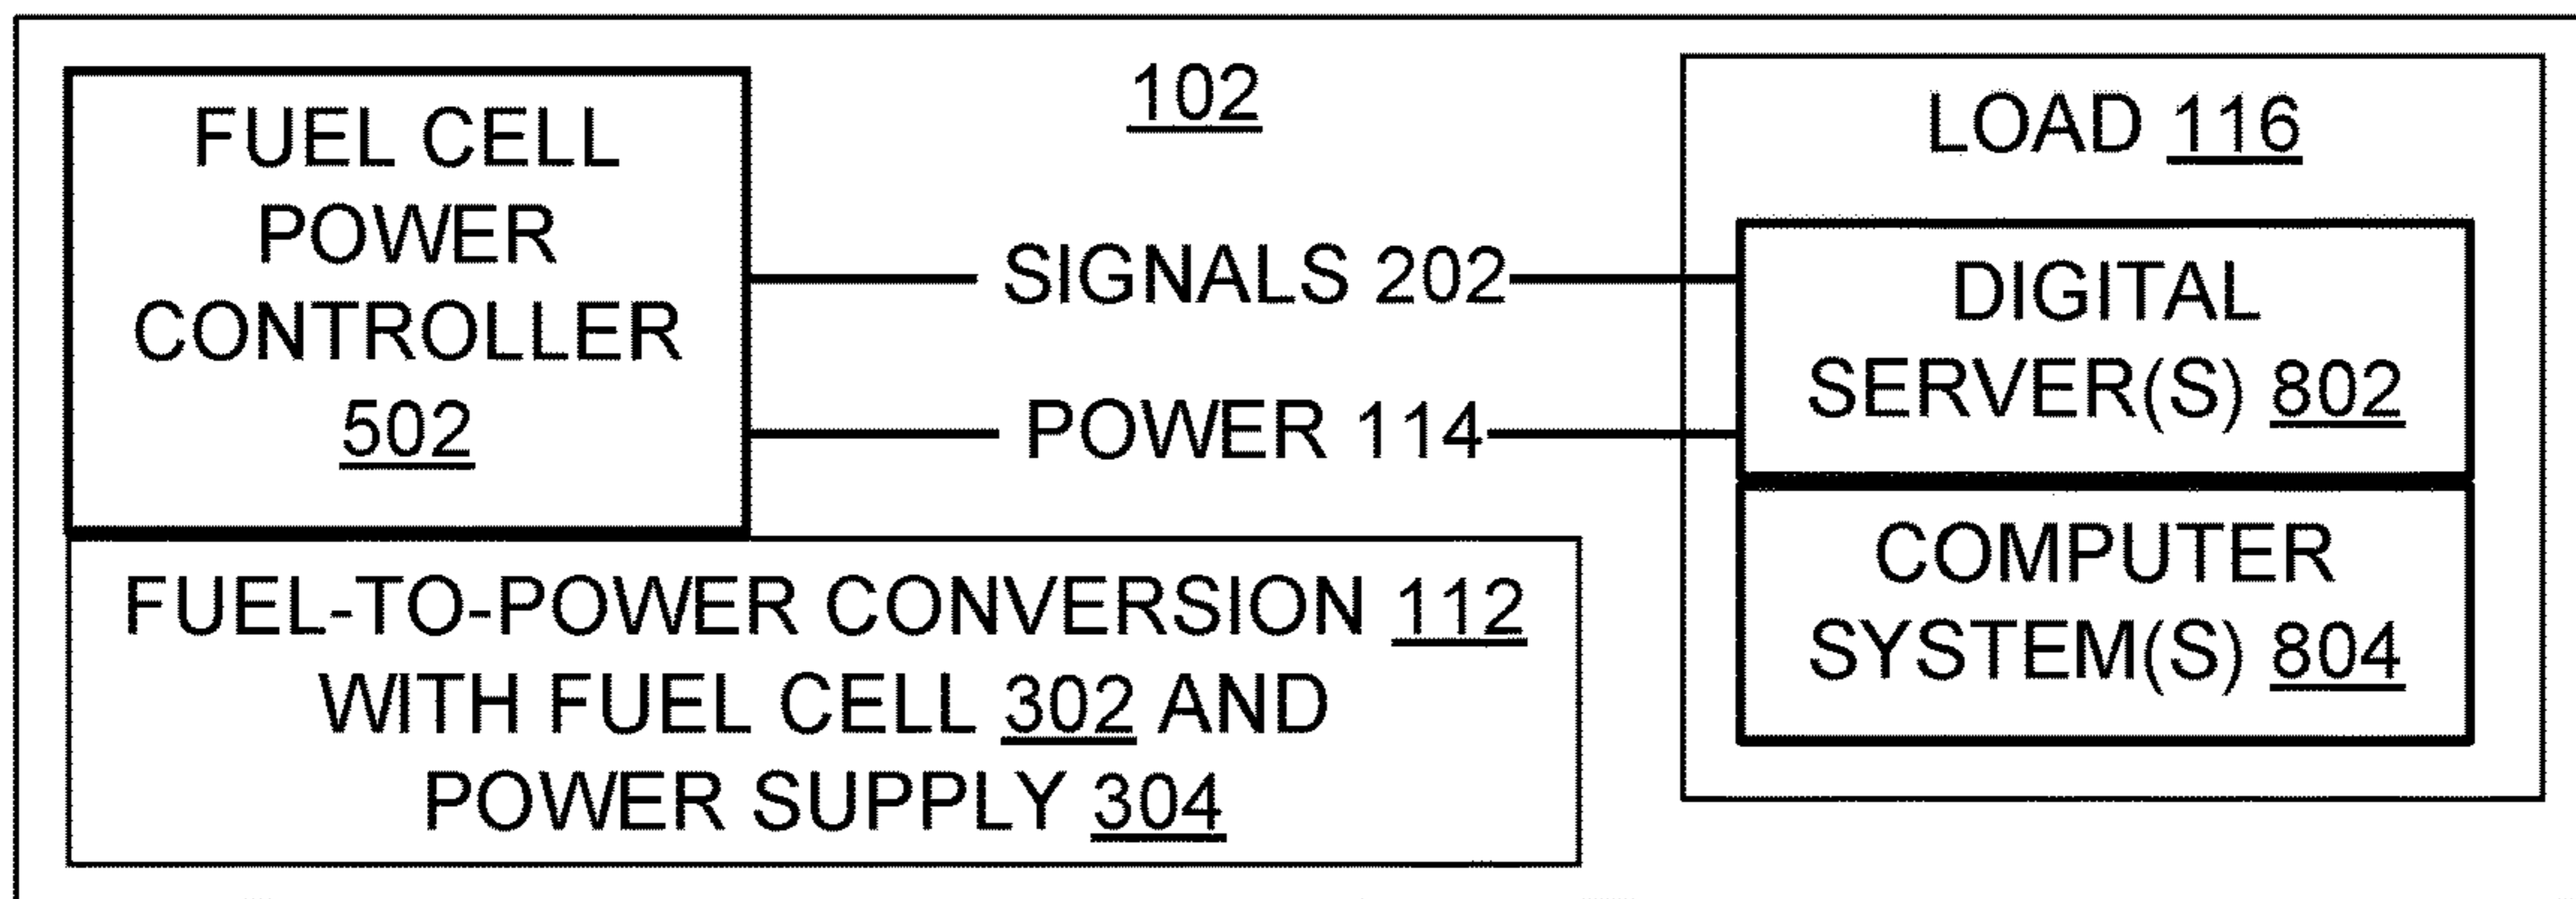 FUEL CELL
POWER
CONTROLLER
502
102
SIGNALS 202
POWER 114
LOAD 116
DIGITAL
SERVER(S) 802
COMPUTER
SYSTEM(S) 804
FUEL-TO-POWER CONVERSION 112
WITH FUEL CELL 302 AND
POWER SUPPLY 304